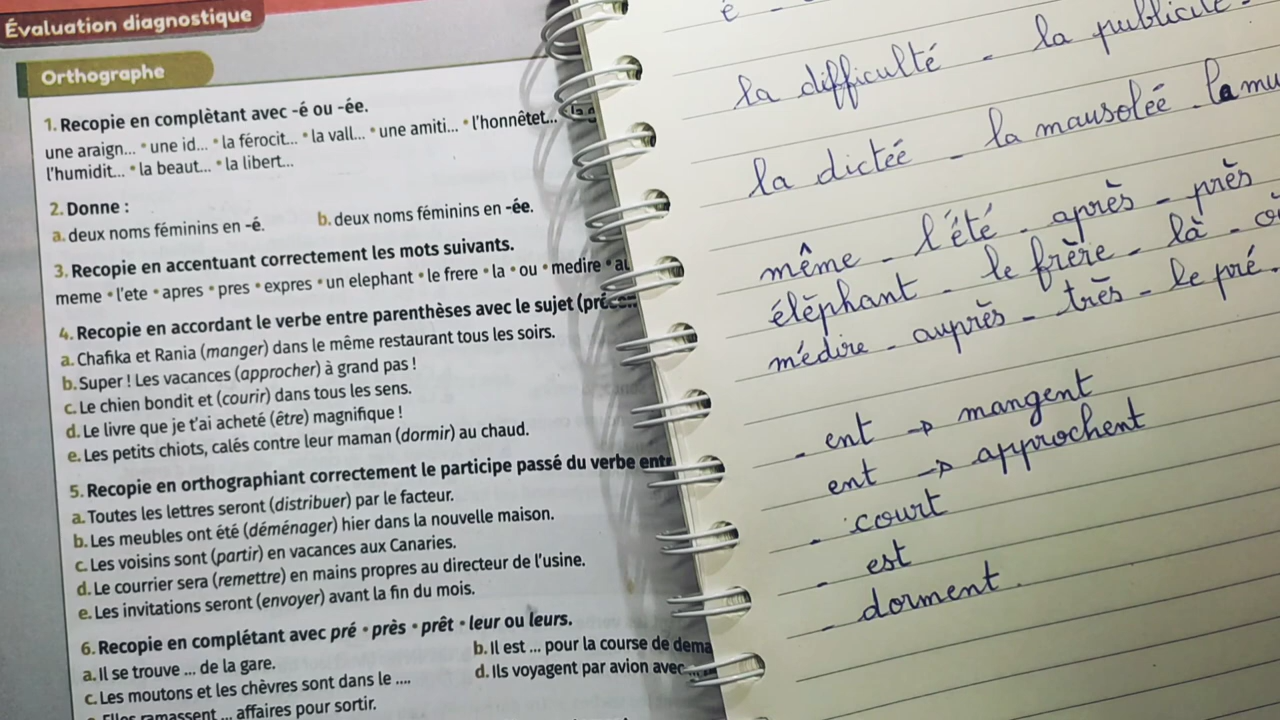 Évaluation diagnostique
Orthographe
1. Recopie en complètant avec -é ou -ée.
une araign... • une id... • la férocit... • la vall... • une amiti... • l'honnêtet...
l'humidit... • la beaut... • la libert...
2. Donne :
a. deux noms féminins en -é. b. deux noms féminins en -ée.
3. Recopie en accentuant correctement les mots suivants.
meme • l'ete • apres • pres • expres • un elephant • le frere • la • ou • medire •
4. Recopie en accordant le verbe entre parenthèses avec le sujet
a. Chafika et Rania (manger) dans le même restaurant tous les soirs.
b. Super ! Les vacances (approcher) à grand pas !
c. Le chien bondit et (courir) dans tous les sens.
d. Le livre que je t'ai acheté (être) magnifique !
e. Les petits chiots, calés contre leur maman (dormir) au chaud.
5. Recopie en orthographiant correctement le participe passé du verbe
a. Toutes les lettres seront (distribuer) par le facteur.
b. Les meubles ont été (déménager) hier dans la nouvelle maison.
c. Les voisins sont (partir) en vacances aux Canaries.
d. Le courrier sera (remettre) en mains propres au directeur de l'usine.
e. Les invitations seront (envoyer) avant la fin du mois.
6. Recopie en complétant avec pré • près • prêt • leur ou leurs.
a. Il se trouve ... de la gare. b. Il est ... pour la course de
c. Les moutons et les chèvres sont dans le .... d. Ils voyagent par avion avec
Elles ramassent ... affaires pour sortir.
é -
la difficulté - la publicité
la dictée - la mausolée -
même - l'été - après - près
éléphant - le frère - là -
médire - auprès - très - le pré.
- ent → mangent
ent → approchent
- court
- est
- dorment.